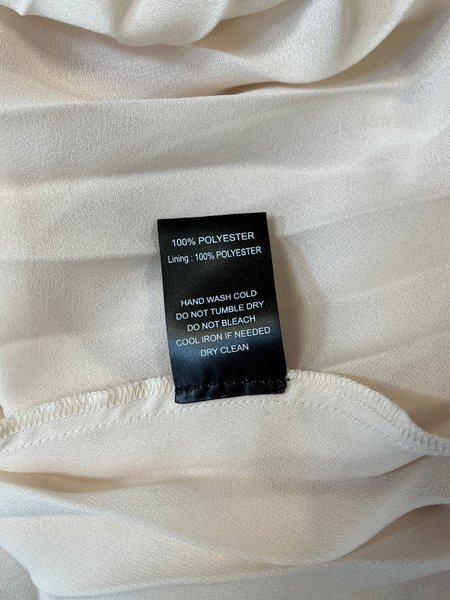 100% POLYESTER
Lining : 100% POLYESTER
HAND WASH COLD
DO NOT TUMBLE DRY
DO NOT BLEACH
COOL IRON IF NEEDED
DRY CLEAN